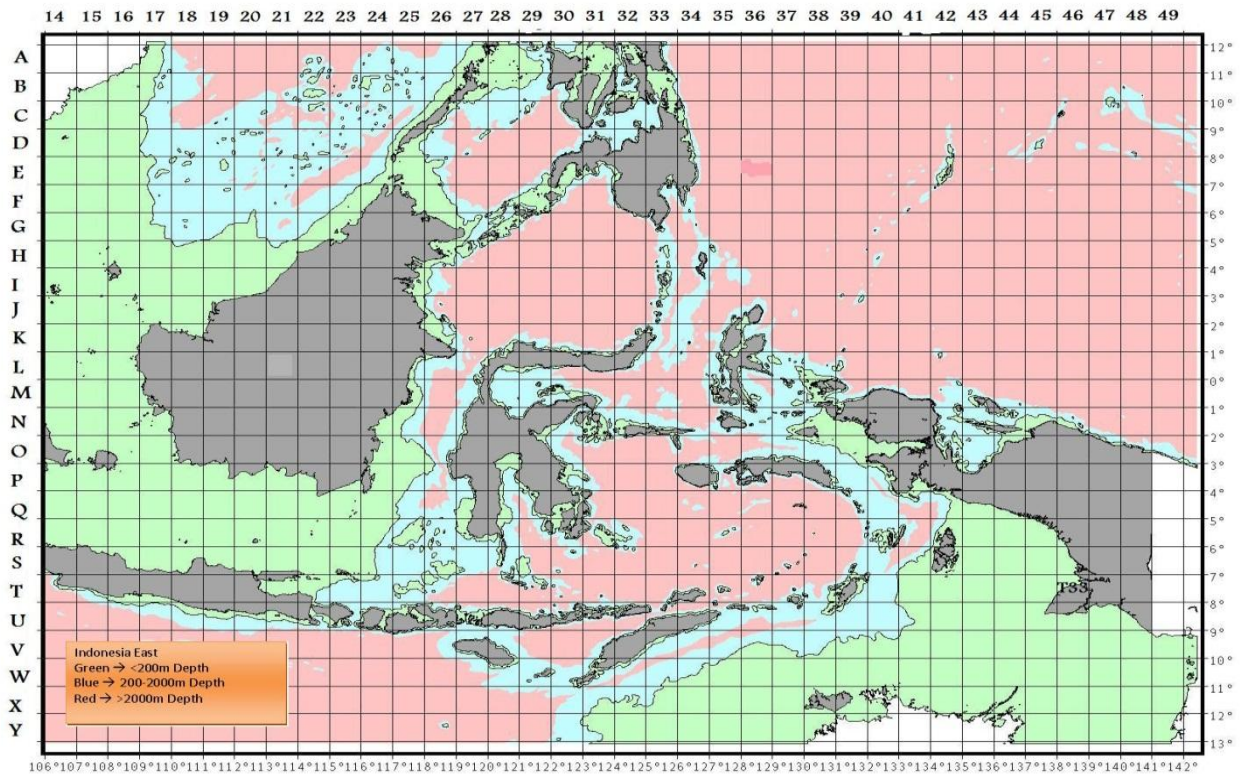 14 15 16 17 18 19 20 21 22 23 24 25 26 27 28 29 30 31 32 33 34 35 36 37 38 39 40 41 42 43 44 45 46 47 48 49
A
B
C
D
E
F
G
H
I
J
K
L
M
N
O
P
Q
R
S
T
U
V
W
X
Y
12°
11°
10°
9°
8°
7°
6°
5°
4°
3°
2°
1°
0°
1°
2°
3°
4°
5°
6°
7°
8°
9°
10°
11°
12°
13°
T33
Indonesia East
Green → <200m Depth
Blue → 200-2000m Depth
Red → >2000m Depth
106° 107 108 109 110 111 112 113 114 115 116 117 118 119 120 121 122 123 124 125 126 127 128 129 130 131 132 133 134 135 136 137 138 139 140 141 142°